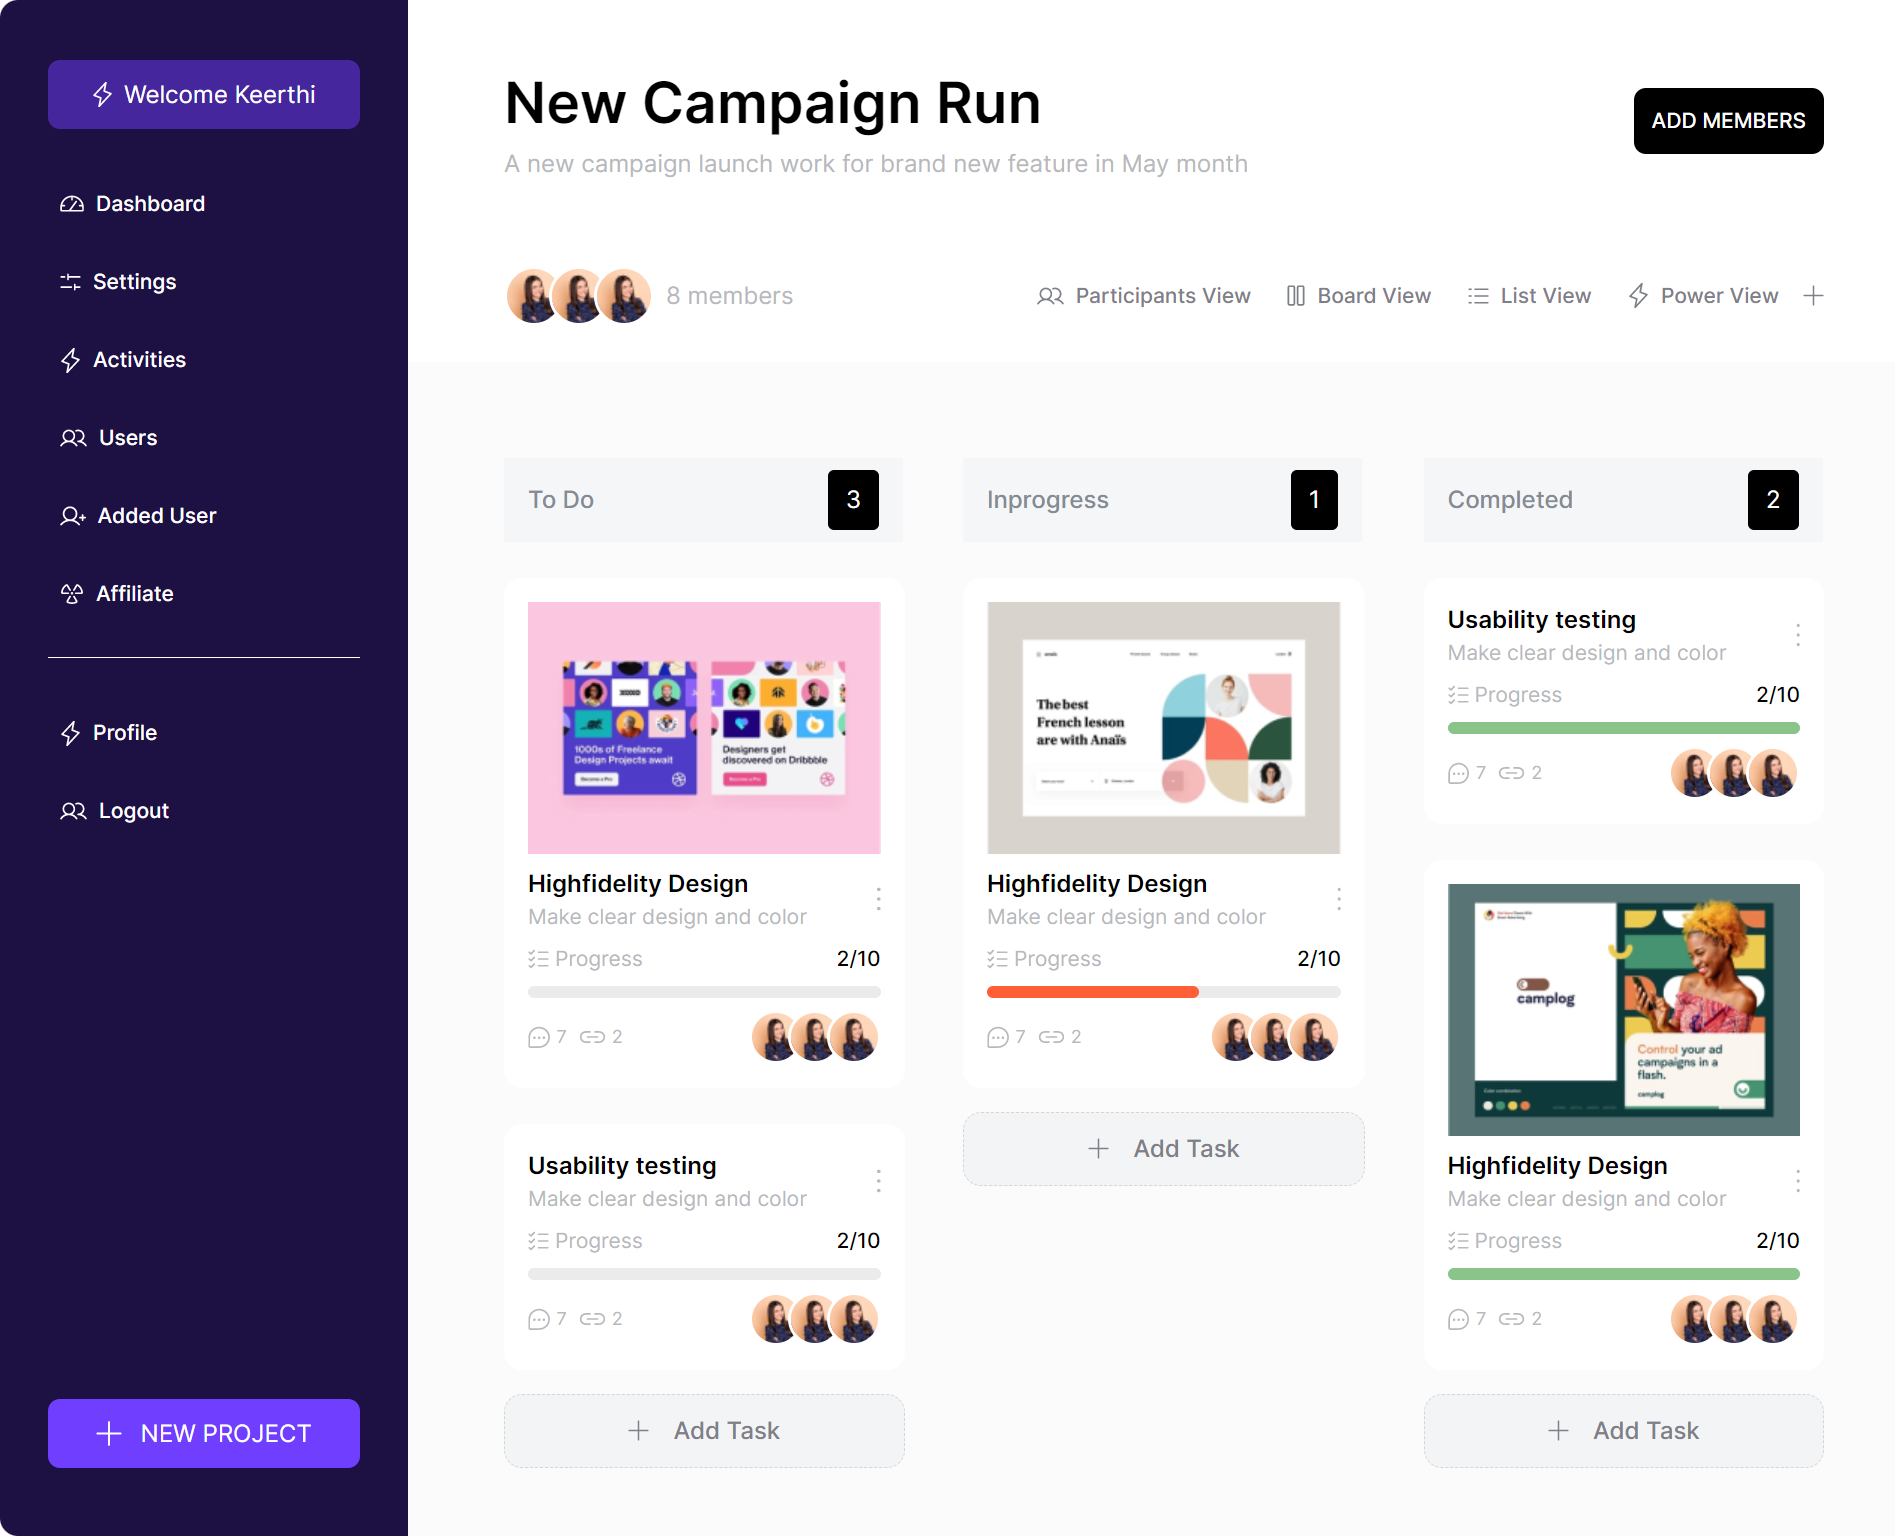 Welcome Keerthi
Dashboard
Settings
Activities
Users
Added User
Affiliate
Profile
Logout
NEW PROJECT
New Campaign Run
A new campaign launch work for brand new feature in May month
ADD MEMBERS
8 members
Participants View
Board View
List View
Power View
To Do
3
1000s of Freelance
Design Projects await
Become a Pro
Designers get
discovered on Dribbble
Become a Pro
Highfidelity Design
Make clear design and color
Progress
2/10
7
2
Usability testing
Make clear design and color
Progress
2/10
7
2
Add Task
Inprogress
1
anaïs
The best
French lesson
are with Anaïs
Highfidelity Design
Make clear design and color
Progress
2/10
7
2
Add Task
Completed
2
Usability testing
Make clear design and color
Progress
2/10
7
2
camplog
Control your ad
campaigns in a
flash.
camplog
Highfidelity Design
Make clear design and color
Progress
2/10
7
2
Add Task